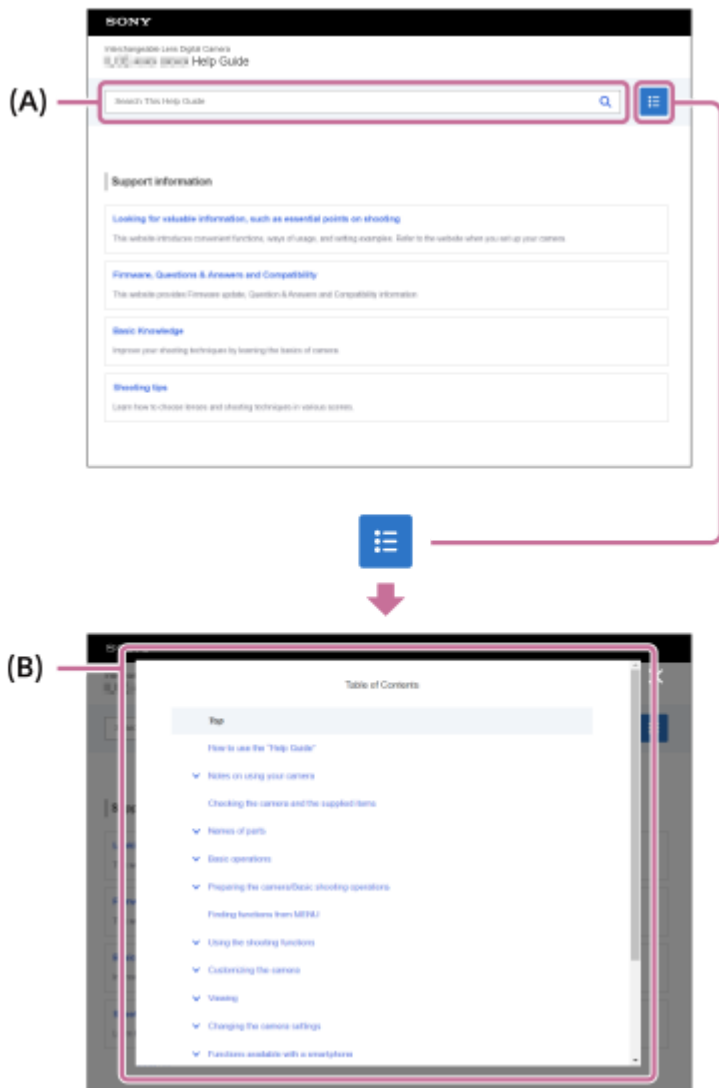 SONY
Interchangeable Lens Digital Camera
Help Guide
(A)
Search This Help Guide
Support information
Looking for valuable information, such as essential points on shooting
This website introduces convenient functions, ways of usage, and setting examples. Refer to the website when you set up your camera.
Firmware, Questions & Answers and Compatibility
This website provides Firmware update, Question & Answers and Compatibility information
Basic Knowledge
Improve your shooting techniques by learning the basics of camera.
Shooting tips
Learn how to choose lenses and shooting techniques in various scenes.
(B)
Table of Contents
Top
How to use the "Help Guide"
Notes on using your camera
Checking the camera and the supplied items
Names of parts
Basic operations
Preparing the camera/Basic shooting operations
Finding functions from MENU
Using the shooting functions
Customizing the camera
Viewing
Changing the camera settings
Functions available with a smartphone